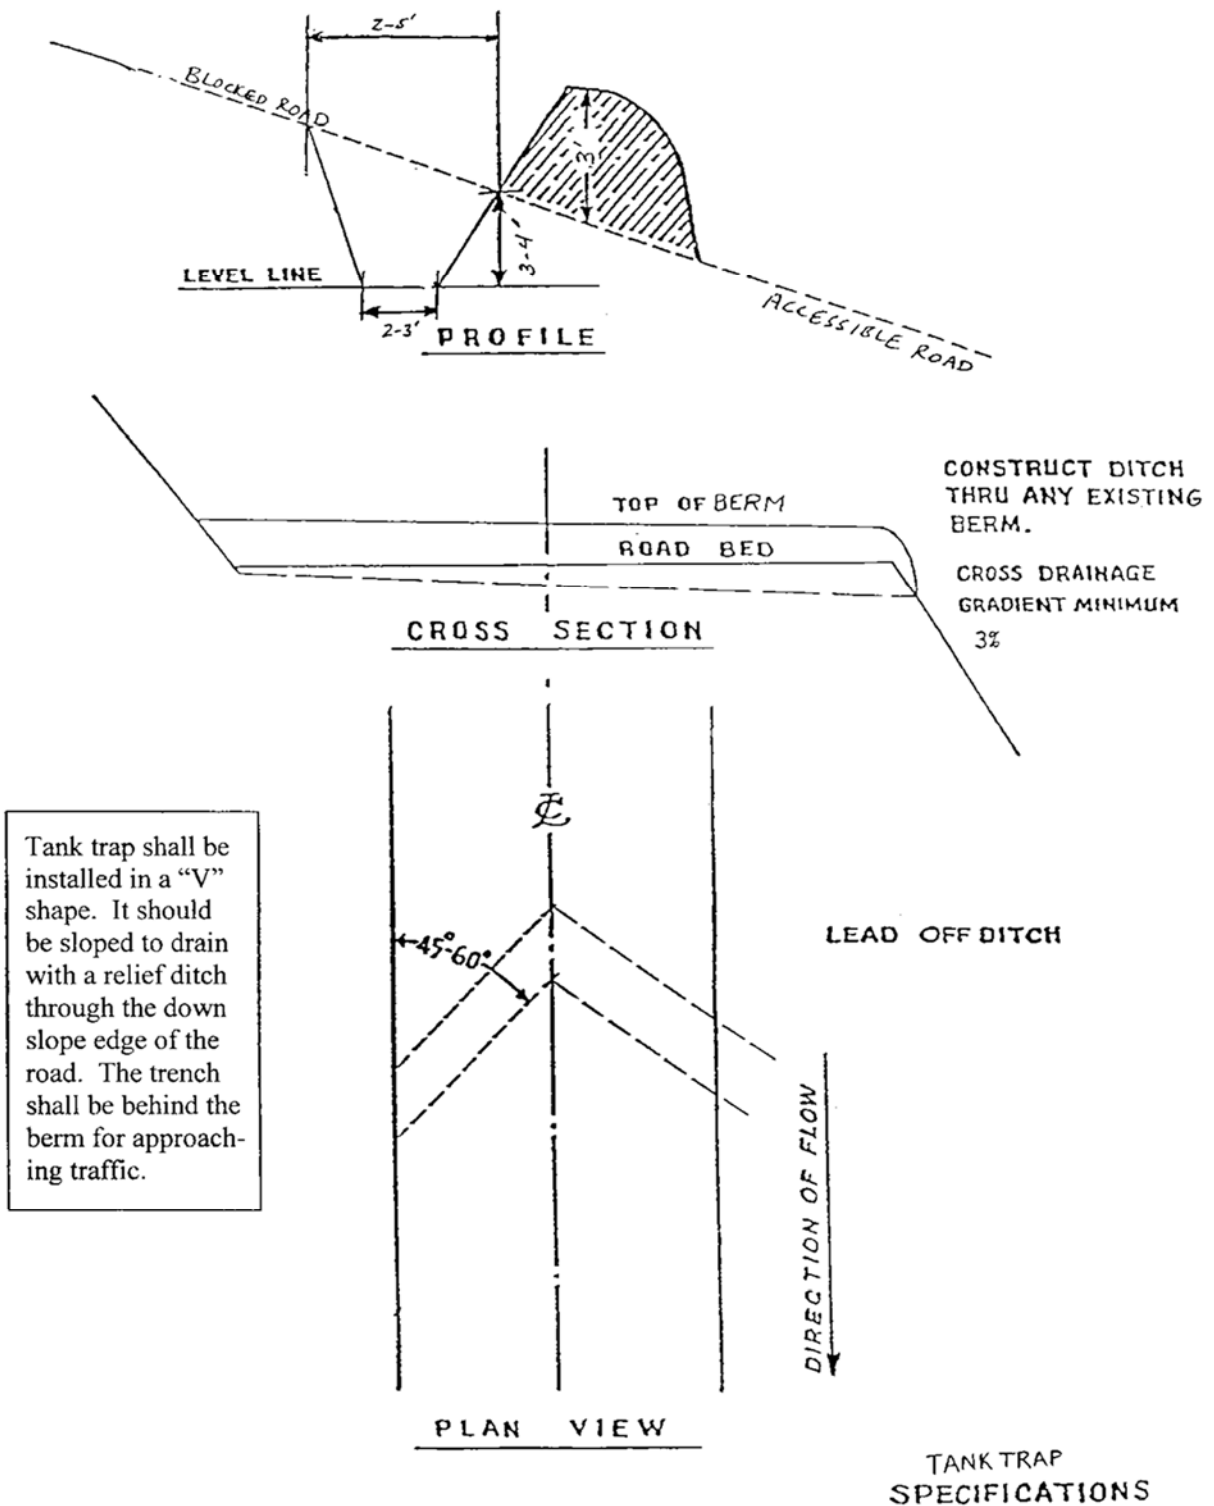 2-5'
BLOCKED ROAD
3'
3-4'
LEVEL LINE
2-3'
PROFILE
ACCESSIBLE ROAD
CONSTRUCT DITCH
THRU ANY EXISTING
BERM.
TOP OF BERM
ROAD BED
CROSS DRAINAGE
GRADIENT MINIMUM
3%
CROSS SECTION
℄
Tank trap shall be
installed in a “V”
shape. It should
be sloped to drain
with a relief ditch
through the down
slope edge of the
road. The trench
shall be behind the
berm for approach-
ing traffic.
45°-60°
LEAD OFF DITCH
DIRECTION OF FLOW
PLAN VIEW
TANK TRAP
SPECIFICATIONS